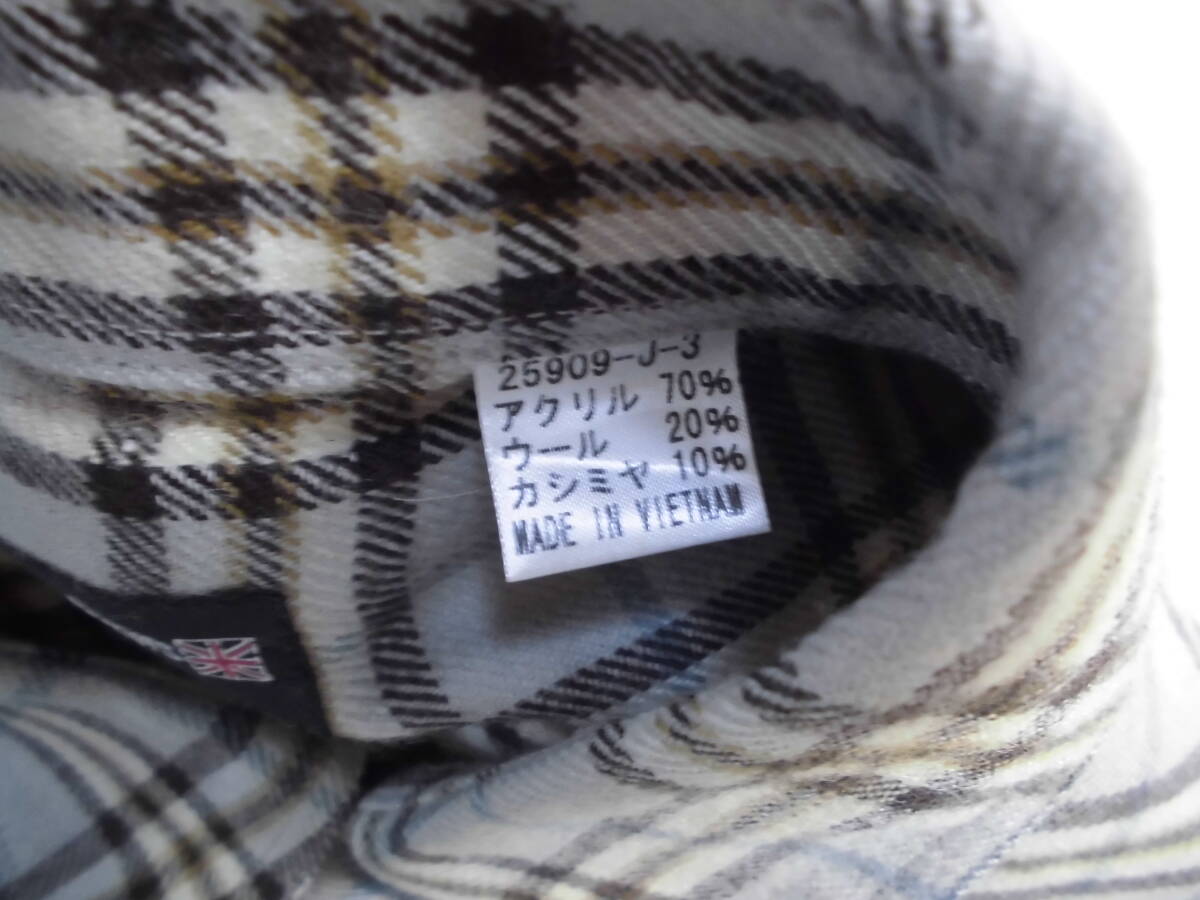 25909-J-3
アクリル 70%
ウール 20%
カシミヤ 10%
MADE IN VIETNAM